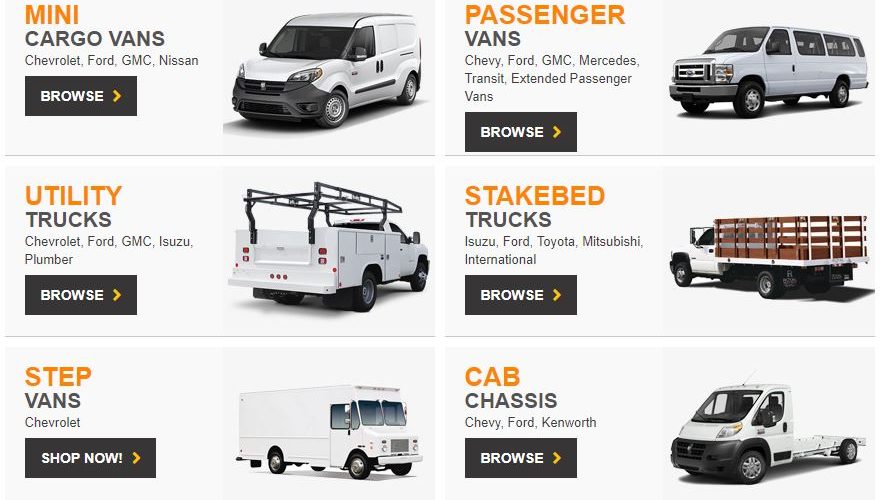 MINI
CARGO VANS
Chevrolet, Ford, GMC, Nissan
BROWSE
PASSENGER
VANS
Chevy, Ford, GMC, Mercedes,
Transit, Extended Passenger
Vans
BROWSE
UTILITY
TRUCKS
Chevrolet, Ford, GMC, Isuzu,
Plumber
BROWSE
STAKEBED
TRUCKS
Isuzu, Ford, Toyota, Mitsubishi,
International
BROWSE
STEP
VANS
Chevrolet
SHOP NOW!
CAB
CHASSIS
Chevy, Ford, Kenworth
BROWSE